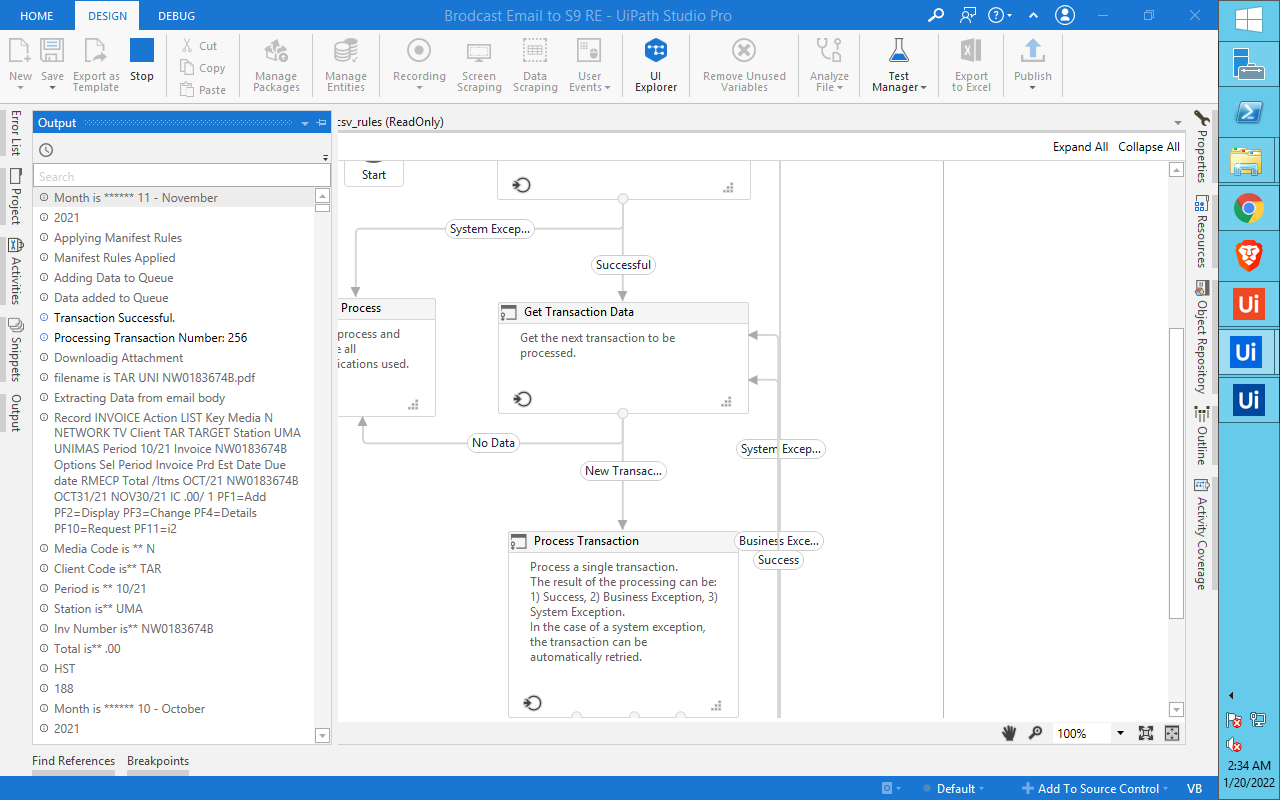 HOME
DESIGN
DEBUG
Brodcast Email to S9 RE - UiPath Studio Pro
New
Save
Export as
Template
Stop
Cut
Copy
Paste
Manage
Packages
Manage
Entities
Recording
Screen
Scraping
Data
Scraping
User
Events
UI
Explorer
Remove Unused
Variables
Analyze
File
Test
Manager
Export
to Excel
Publish
Error List
Project
Activities
Snippets
Output
Output
Search
Month is ****** 11 - November
2021
Applying Manifest Rules
Manifest Rules Applied
Adding Data to Queue
Data added to Queue
Transaction Successful.
Processing Transaction Number: 256
Downloadig Attachment
filename is TAR UNI NW0183674B.pdf
Extracting Data from email body
Record INVOICE Action LIST Key Media N
NETWORK TV Client TAR TARGET Station UMA
UNIMAS Period 10/21 Invoice NW0183674B
Options Sel Period Invoice Prd Est Date Due
date RMECP Total /Itms OCT/21 NW0183674B
OCT31/21 NOV30/21 IC .00/ 1 PF1=Add
PF2=Display PF3=Change PF4=Details
PF10=Request PF11=i2
Media Code is ** N
Client Code is** TAR
Period is ** 10/21
Station is** UMA
Inv Number is** NW0183674B
Total is** .00
HST
188
Month is ****** 10 - October
2021
Find References
Breakpoints
csv_rules (ReadOnly)
Expand All
Collapse All
Start
System Excep...
Successful
Process
process and
e all
ications used.
Get Transaction Data
Get the next transaction to be
processed.
No Data
System Excep...
New Transac...
Process Transaction
Business Exce...
Success
Process a single transaction.
The result of the processing can be:
1) Success, 2) Business Exception, 3)
System Exception.
In the case of a system exception,
the transaction can be
automatically retried.
100%
Properties
Resources
Object Repository
Outline
Activity Coverage
Ui
Ui
Ui
2:34 AM
1/20/2022
Default
Add To Source Control
VB